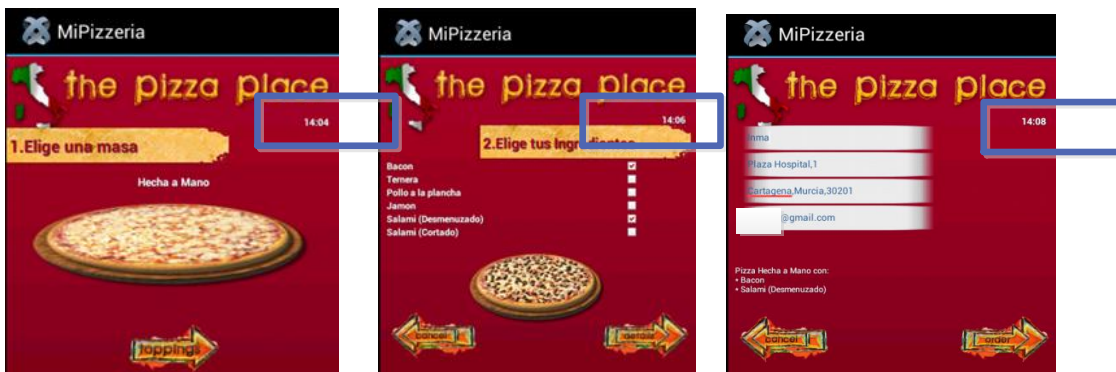 MiPizzeria
the pizza place
14:04
1.Elige una masa
Hecha a Mano
toppings
MiPizzeria
the pizza place
14:06
2.Elige tus Ingredientes
Bacon
Ternera
Pollo a la plancha
Jamon
Salami (Desmenuzado)
Salami (Cortado)
cancel
details
MiPizzeria
the pizza place
14:08
Inma
Plaza Hospital,1
Cartagena,Murcia,30201
@gmail.com
Pizza Hecha a Mano con:
• Bacon
• Salami (Desmenuzado)
cancel
order